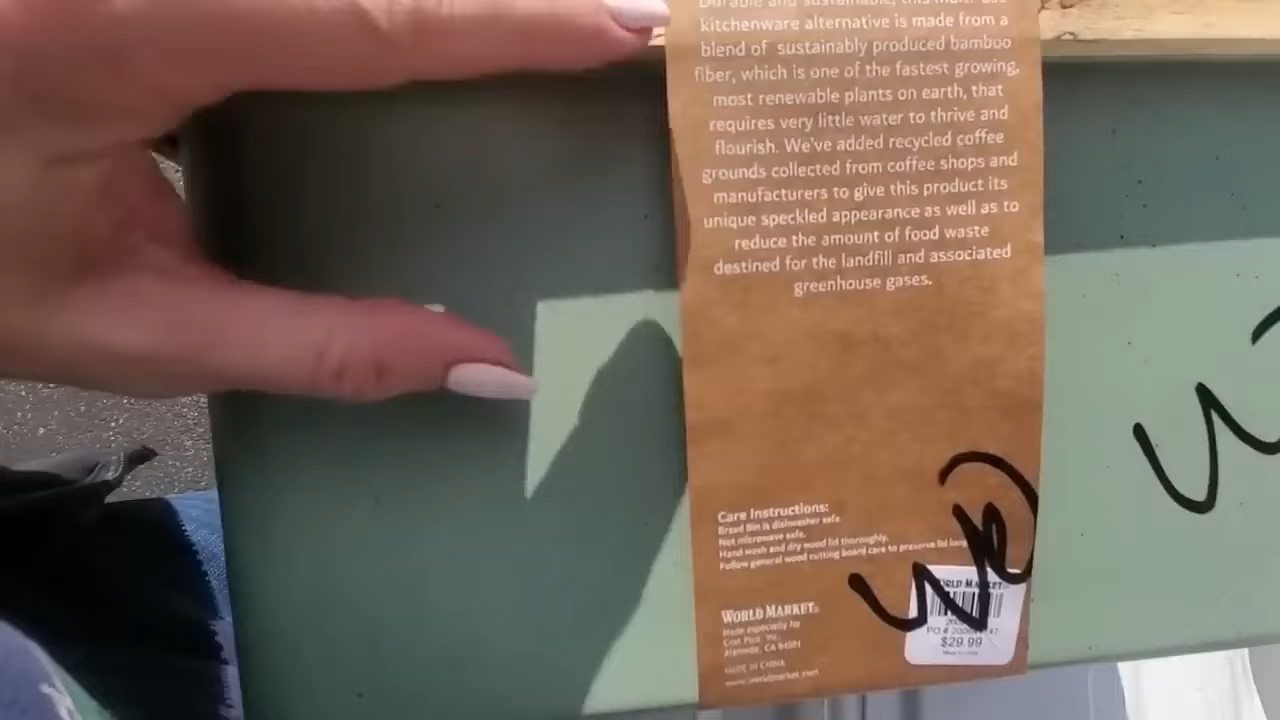 Durable and sustainable, this multi-use
kitchenware alternative is made from a
blend of sustainably produced bamboo
fiber, which is one of the fastest growing,
most renewable plants on earth, that
requires very little water to thrive and
flourish. We've added recycled coffee
grounds collected from coffee shops and
manufacturers to give this product its
unique speckled appearance as well as to
reduce the amount of food waste
destined for the landfill and associated
greenhouse gases.
Care Instructions:
Bread Bin is dishwasher safe.
Not microwave safe.
Hand wash and dry wood lid thoroughly.
Follow general wood cutting board care to preserve lid
WORLD MARKET®
Made especially for
Cost Plus, Inc.
Alameda, CA 94501
MADE IN CHINA
www.worldmarket.com
WORLD MARKET
PO #
$29.99